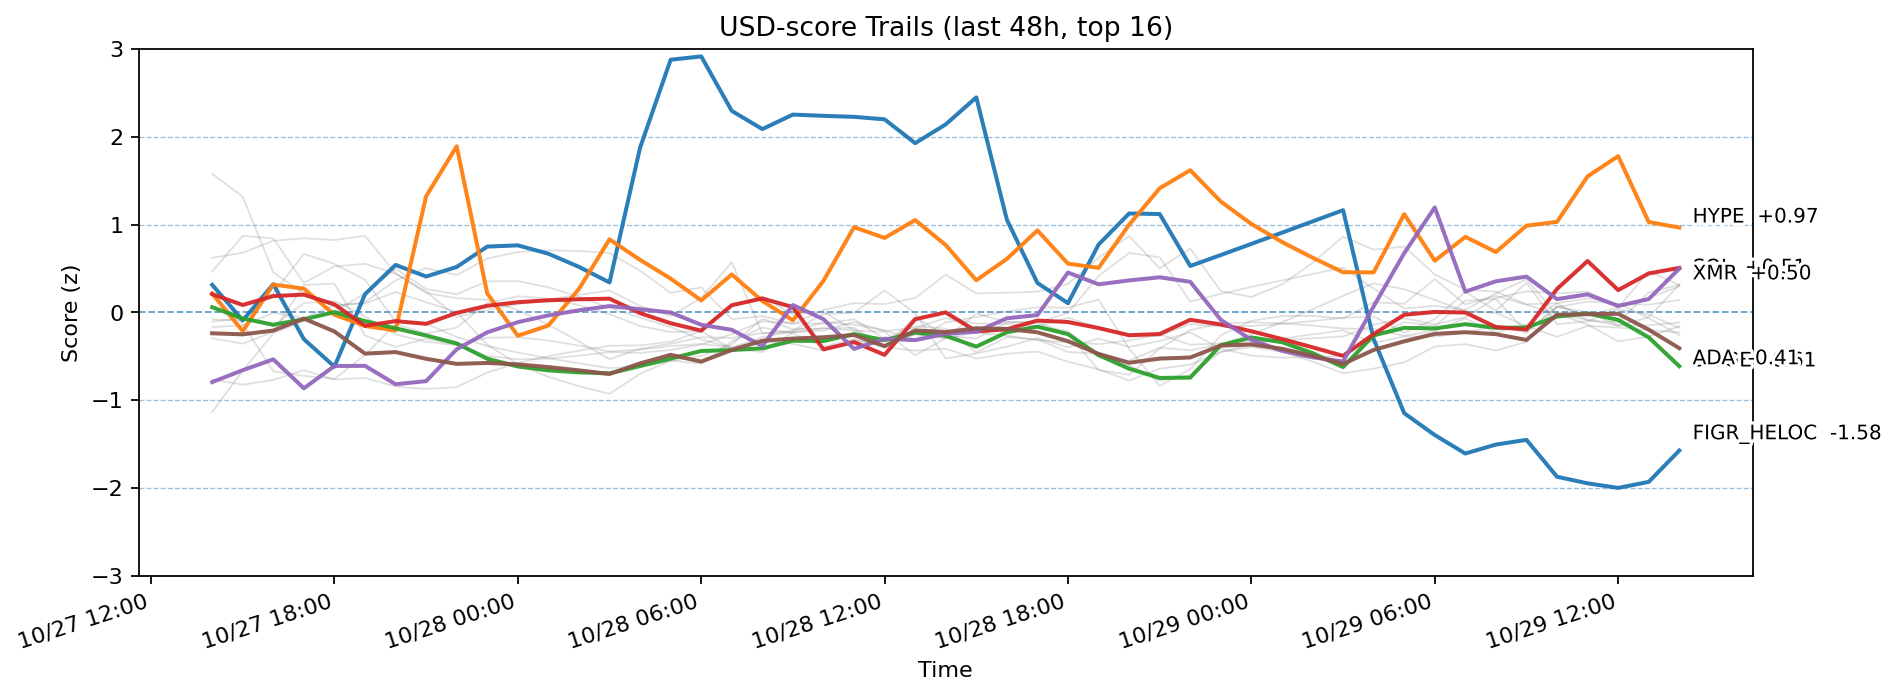 USD-score Trails (last 48h, top 16)
Score (z)
3
2
1
0
−1
−2
−3
HYPE +0.97
XMR +0.50
ADA -0.41
FIGR_HELOC -1.58
10/27 12:00
10/27 18:00
10/28 00:00
10/28 06:00
10/28 12:00
10/28 18:00
10/29 00:00
10/29 06:00
10/29 12:00
Time